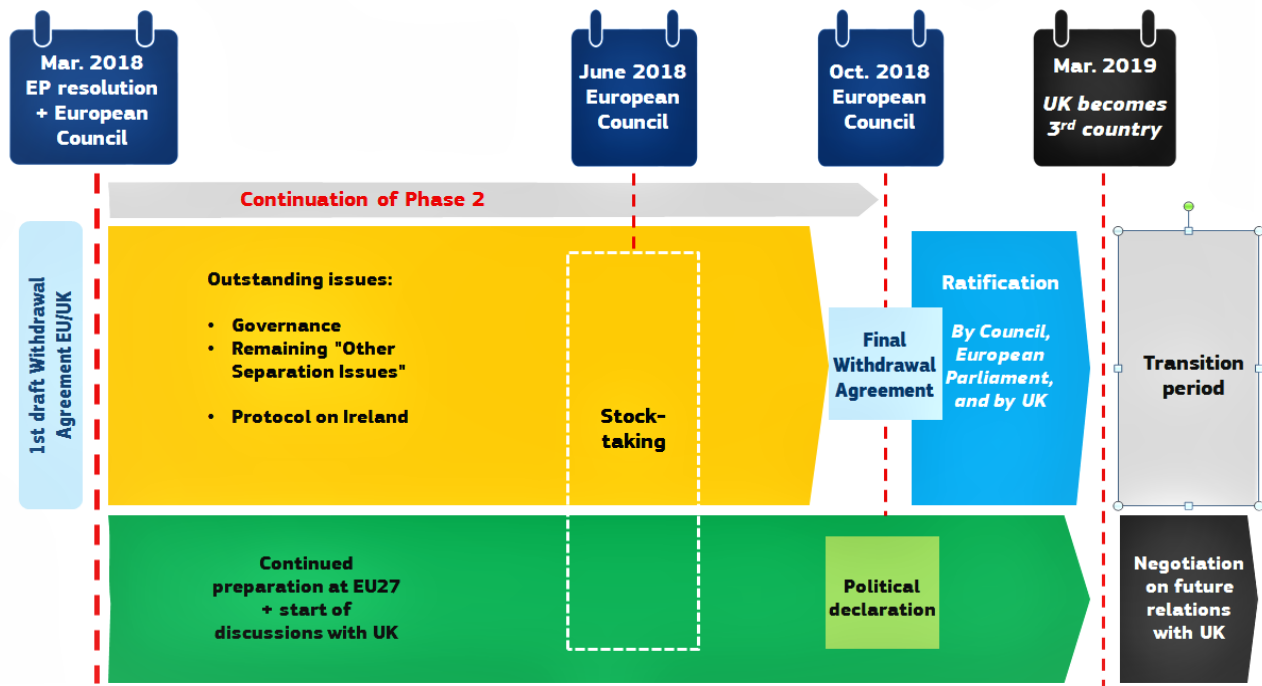 Mar. 2018
EP resolution
+ European
Council
June 2018
European
Council
Oct. 2018
European
Council
Mar. 2019
UK becomes
3rd country
Continuation of Phase 2
1st draft Withdrawal
Agreement EU/UK
Outstanding issues:
• Governance
• Remaining "Other
Separation Issues"
• Protocol on Ireland
Stock-
taking
Final
Withdrawal
Agreement
Ratification
By Council,
European
Parliament,
and by UK
Transition
period
Continued
preparation at EU27
+ start of
discussions with UK
Political
declaration
Negotiation
on future
relations
with UK